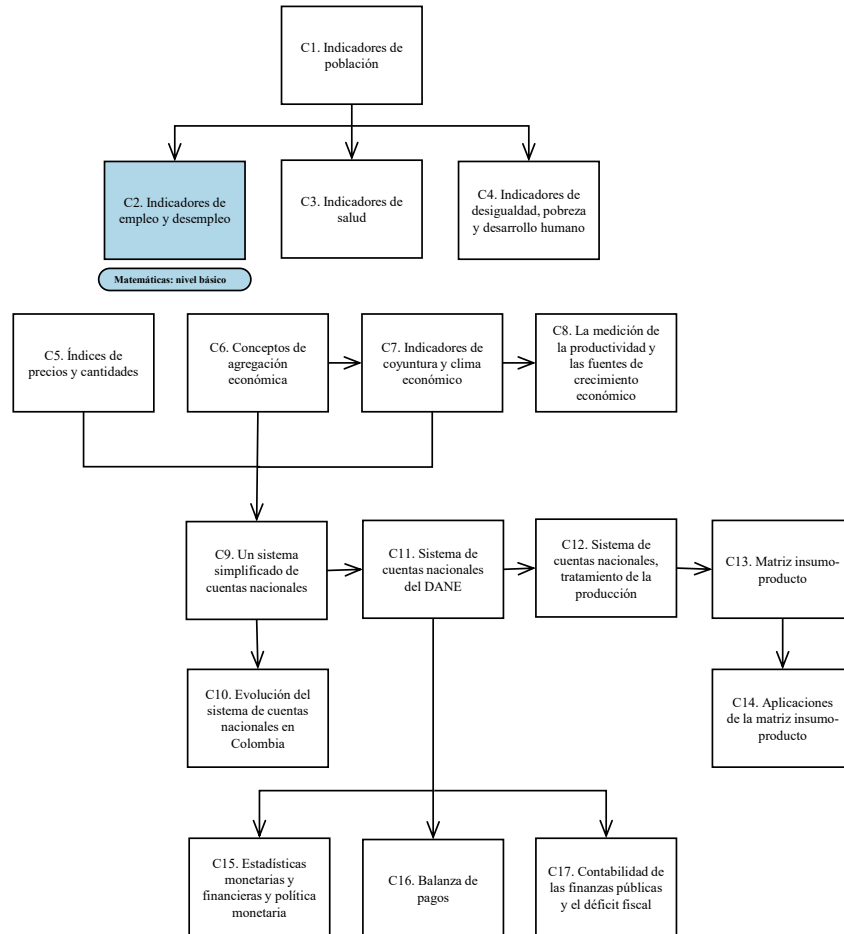 C1. Indicadores de
población
C2. Indicadores de
empleo y desempleo
C3. Indicadores de
salud
C4. Indicadores de
desigualdad, pobreza
y desarrollo humano
Matemáticas: nivel básico
C5. Índices de
precios y cantidades
C6. Conceptos de
agregación
económica
C7. Indicadores de
coyuntura y clima
económico
C8. La medición de
la productividad y
las fuentes de
crecimiento
económico
C9. Un sistema
simplificado de
cuentas nacionales
C11. Sistema de
cuentas nacionales
del DANE
C12. Sistema de
cuentas nacionales,
tratamiento de la
producción
C13. Matriz insumo-
producto
C10. Evolución del
sistema de cuentas
nacionales en
Colombia
C14. Aplicaciones
de la matriz insumo-
producto
C15. Estadísticas
monetarias y
financieras y política
monetaria
C16. Balanza de
pagos
C17. Contabilidad de
las finanzas públicas
y el déficit fiscal